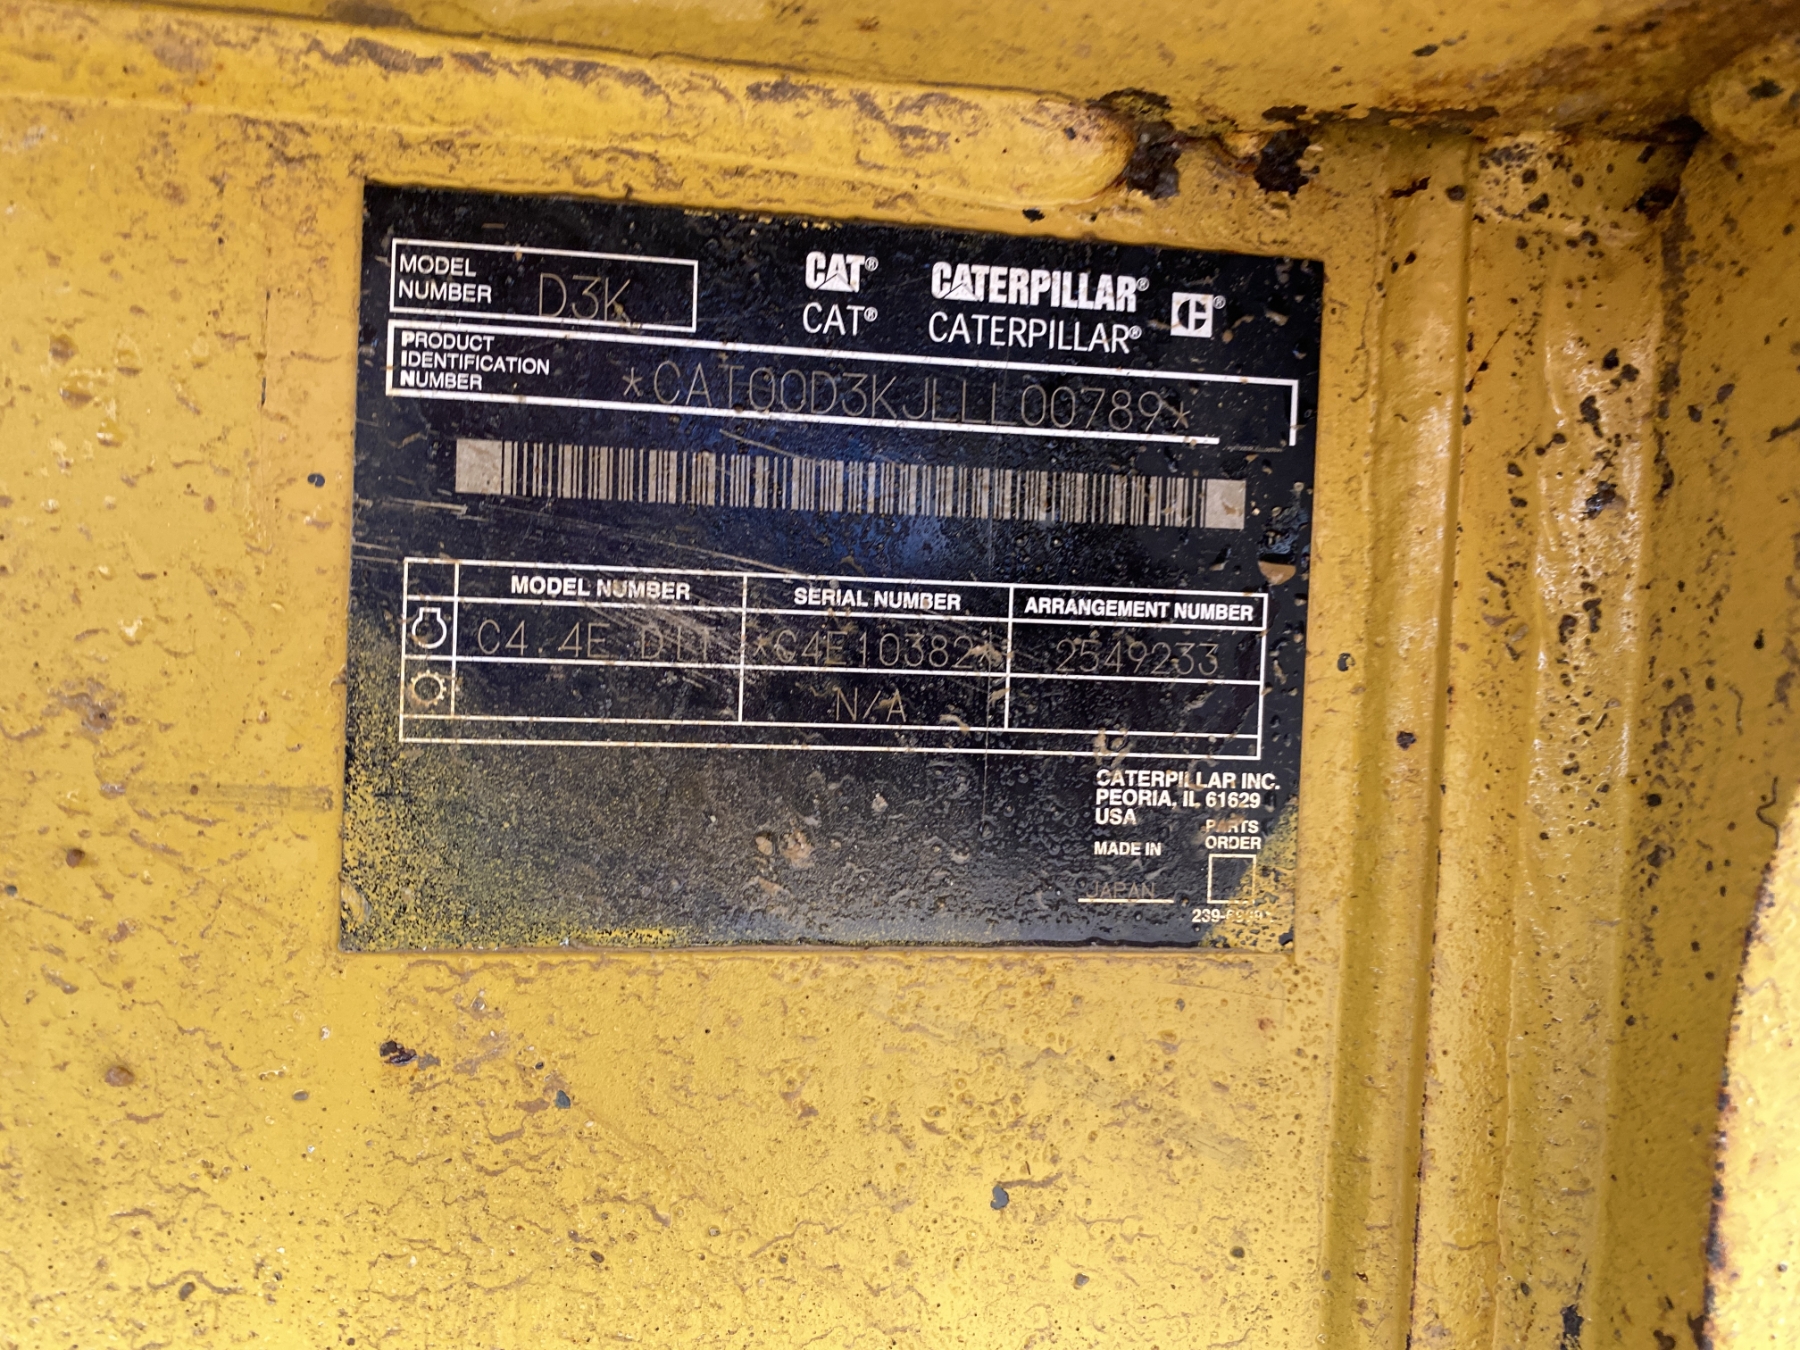 MODEL NUMBER D3K
CAT® CATERPILLAR®
CAT® CATERPILLAR®
PRODUCT IDENTIFICATION NUMBER *CAT00D3KJLLL00789*
MODEL NUMBER SERIAL NUMBER ARRANGEMENT NUMBER
C4.4E DIT *C4E10382* 2549233
N/A
CATERPILLAR INC.
PEORIA, IL 61629
USA
PARTS ORDER
MADE IN
JAPAN